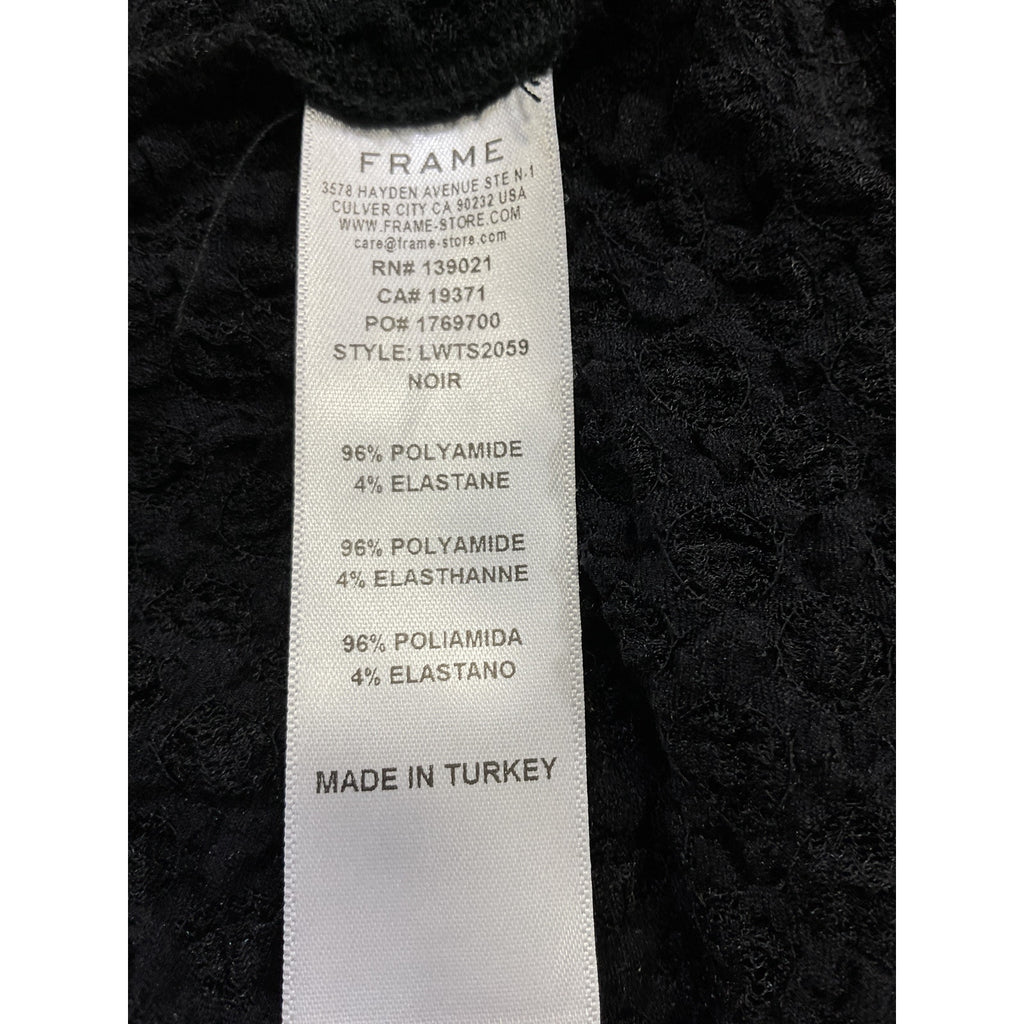 FRAME
3578 HAYDEN AVENUE STE N-1
CULVER CITY CA 90232 USA
WWW.FRAME-STORE.COM
care@frame-store.com
RN# 139021
CA# 19371
PO# 1769700
STYLE: LWTS2059
NOIR
96% POLYAMIDE
4% ELASTANE
96% POLYAMIDE
4% ELASTHANNE
96% POLIAMIDA
4% ELASTANO
MADE IN TURKEY